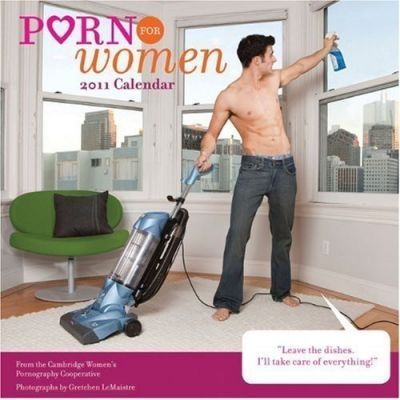 PORN FOR
women
2011 Calendar
"Leave the dishes.
I'll take care of everything!"
From the Cambridge Women's
Pornography Cooperative
Photographs by Gretchen LeMaistre